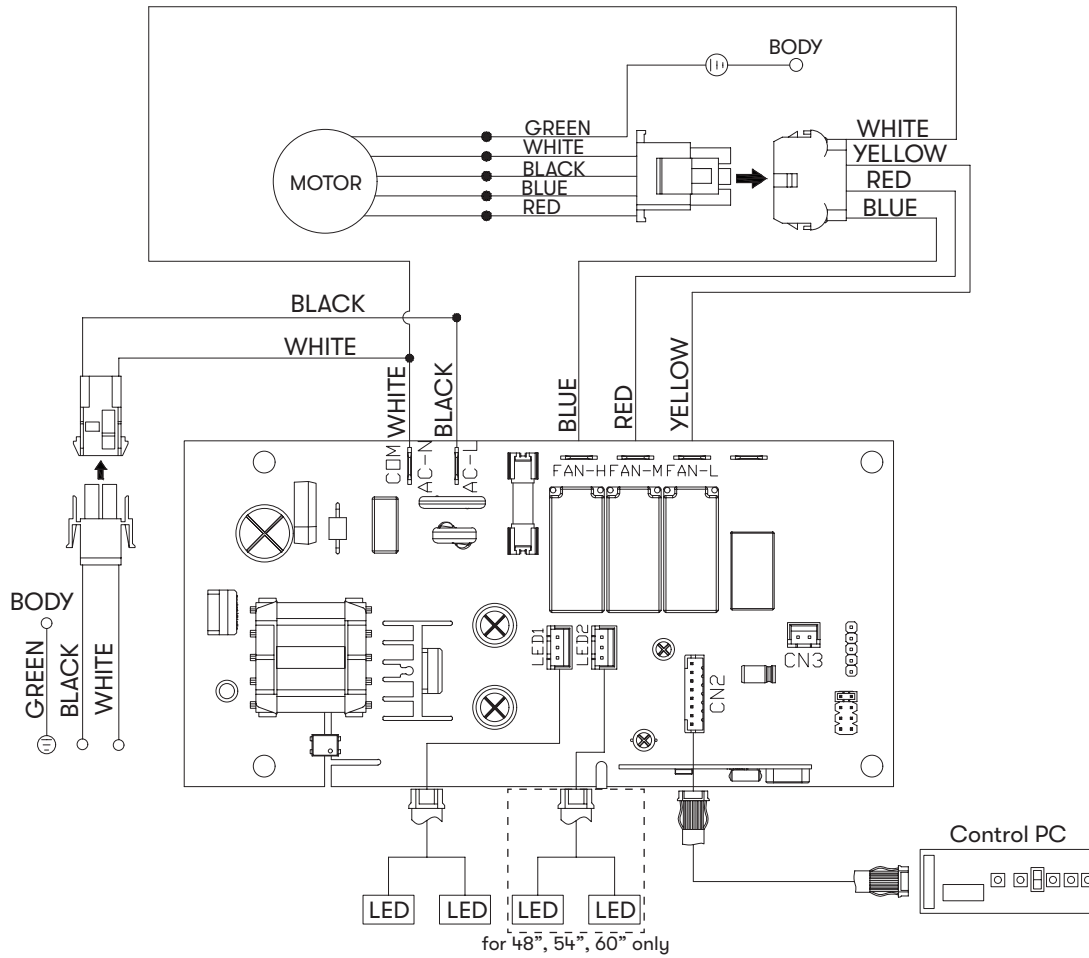 BODY
GREEN
WHITE
BLACK
BLUE
RED
MOTOR
WHITE
YELLOW
RED
BLUE
BLACK
WHITE
WHITE
BLACK
BLUE
RED
YELLOW
COM
AC-N
AC-L
FAN-H
FAN-M
FAN-L
BODY
GREEN
BLACK
WHITE
LED1
LED2
CN2
CN3
Control PC
LED
LED
LED
LED
for 48”, 54”, 60” only